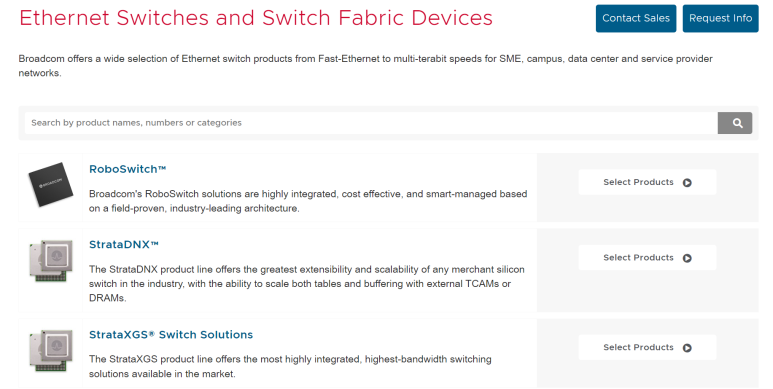 Ethernet Switches and Switch Fabric Devices
Contact Sales
Request Info
Broadcom offers a wide selection of Ethernet switch products from Fast-Ethernet to multi-terabit speeds for SME, campus, data center and service provider
networks.
Search by product names, numbers or categories
BROADCOM
RoboSwitch™
Broadcom's RoboSwitch solutions are highly integrated, cost effective, and smart-managed based
on a field-proven, industry-leading architecture.
Select Products
StrataDNX™
The StrataDNX product line offers the greatest extensibility and scalability of any merchant silicon
switch in the industry, with the ability to scale both tables and buffering with external TCAMs or
DRAMs.
Select Products
StrataXGS® Switch Solutions
The StrataXGS product line offers the most highly integrated, highest-bandwidth switching
solutions available in the market.
Select Products